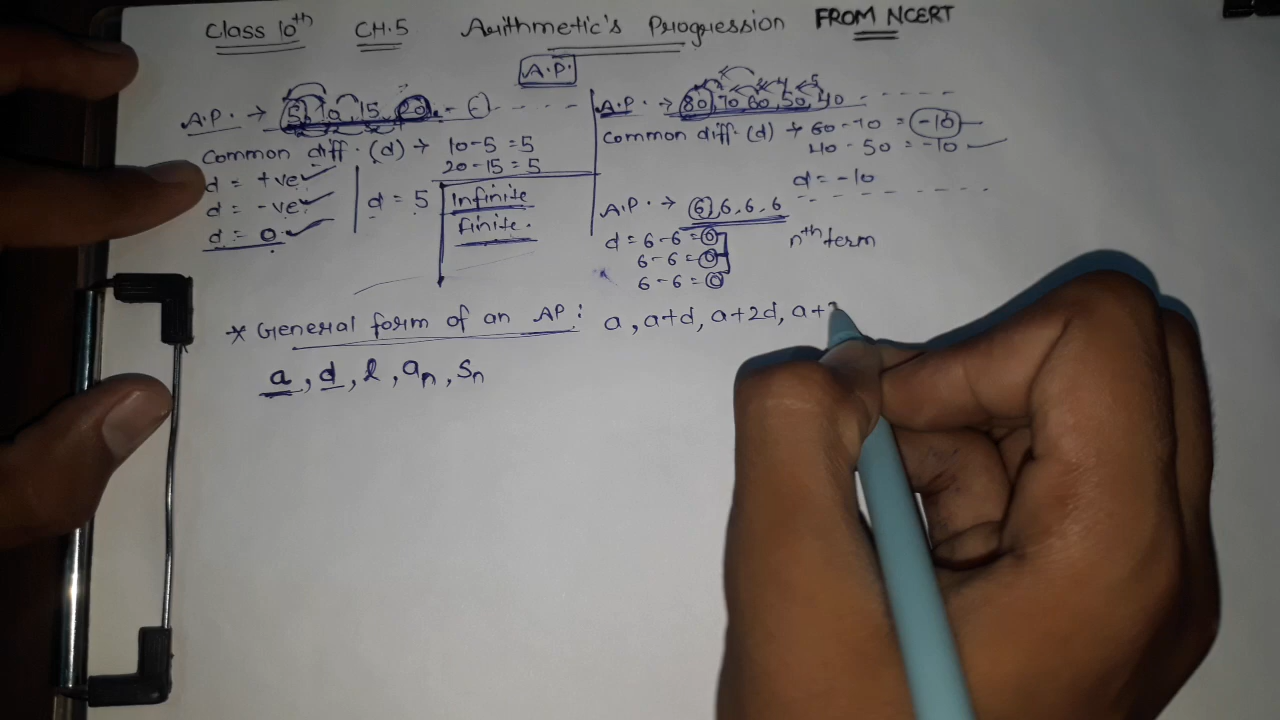 Class 10th CH.5 Arithmetic's Progression FROM NCERT
A.P.
A.P. → 5, 10, 15, 20, - - - - - -
Common diff. (d) → 10-5 = 5
20-15 = 5
d = +ve ✓
d = -ve ✓
d = 0 ✓
d = 5
Infinite
Finite.
A.P. → 80, 70, 60, 50, 40 - - - - - -
Common diff. (d) → 60-70 = -10
40-50 = -10
d = -10
A.P. → 6, 6, 6, 6 - - - - - -
d = 6-6 = 0
6-6 = 0
6-6 = 0
nth term
* General form of an AP: a, a+d, a+2d, a+
a, d, l, an, Sn